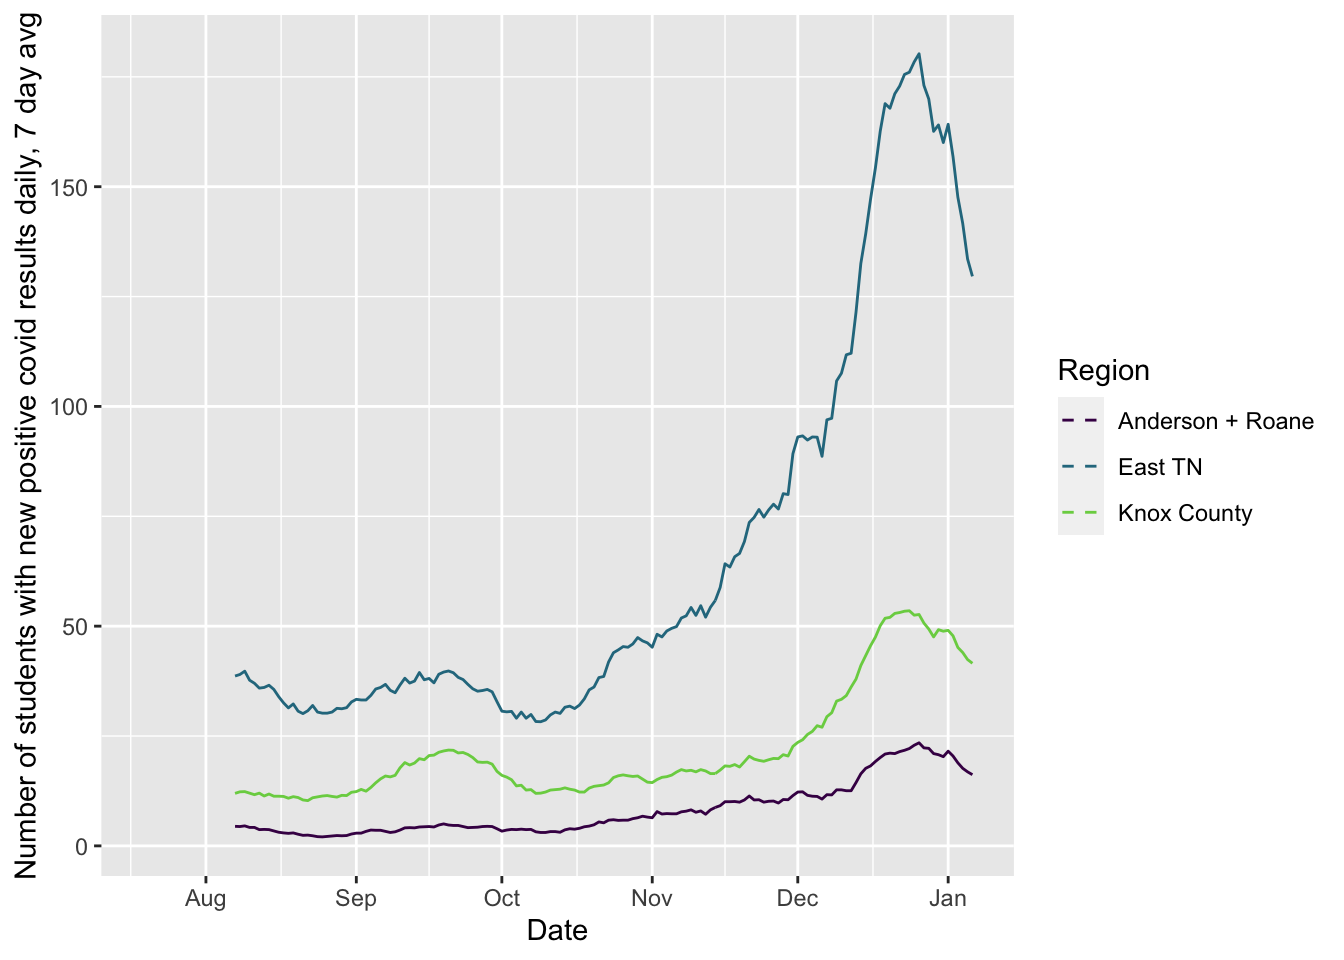 Number of students with new positive covid results daily, 7 day avg
150
100
50
0
Aug Sep Oct Nov Dec Jan
Date
Region
Anderson + Roane
East TN
Knox County